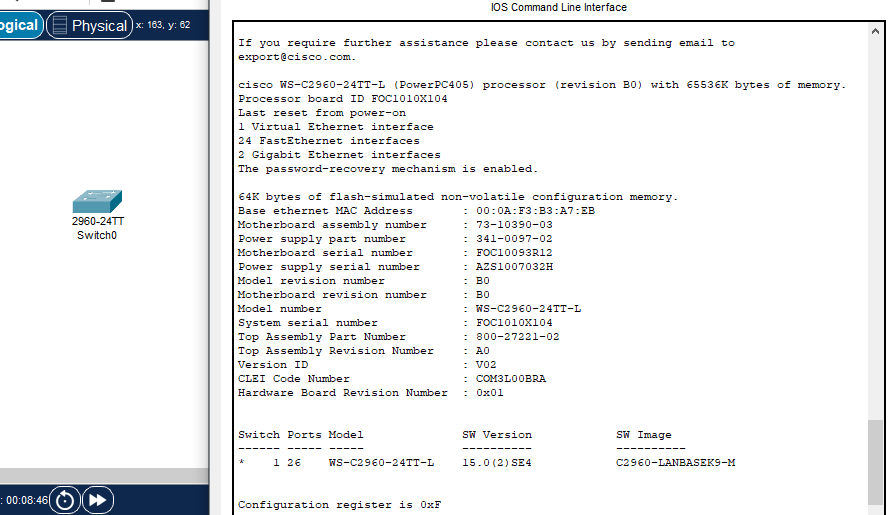 IOS Command Line Interface
ogical Physical x: 163, y: 62
If you require further assistance please contact us by sending email to
export@cisco.com.
cisco WS-C2960-24TT-L (PowerPC405) processor (revision B0) with 65536K bytes of memory.
Processor board ID FOC1010X104
Last reset from power-on
1 Virtual Ethernet interface
24 FastEthernet interfaces
2 Gigabit Ethernet interfaces
The password-recovery mechanism is enabled.
64K bytes of flash-simulated non-volatile configuration memory.
Base ethernet MAC Address : 00:0A:F3:B3:A7:EB
Motherboard assembly number : 73-10390-03
Power supply part number : 341-0097-02
Motherboard serial number : FOC10093R12
Power supply serial number : AZS1007032H
Model revision number : B0
Motherboard revision number : B0
Model number : WS-C2960-24TT-L
System serial number : FOC1010X104
Top Assembly Part Number : 800-27221-02
Top Assembly Revision Number : A0
Version ID : V02
CLEI Code Number : COM3L00BRA
Hardware Board Revision Number : 0x01
2960-24TT
Switch0
Switch Ports Model SW Version SW Image
------ ----- ----- ---------- ----------
* 1 26 WS-C2960-24TT-L 15.0(2)SE4 C2960-LANBASEK9-M
Configuration register is 0xF
: 00:08:46